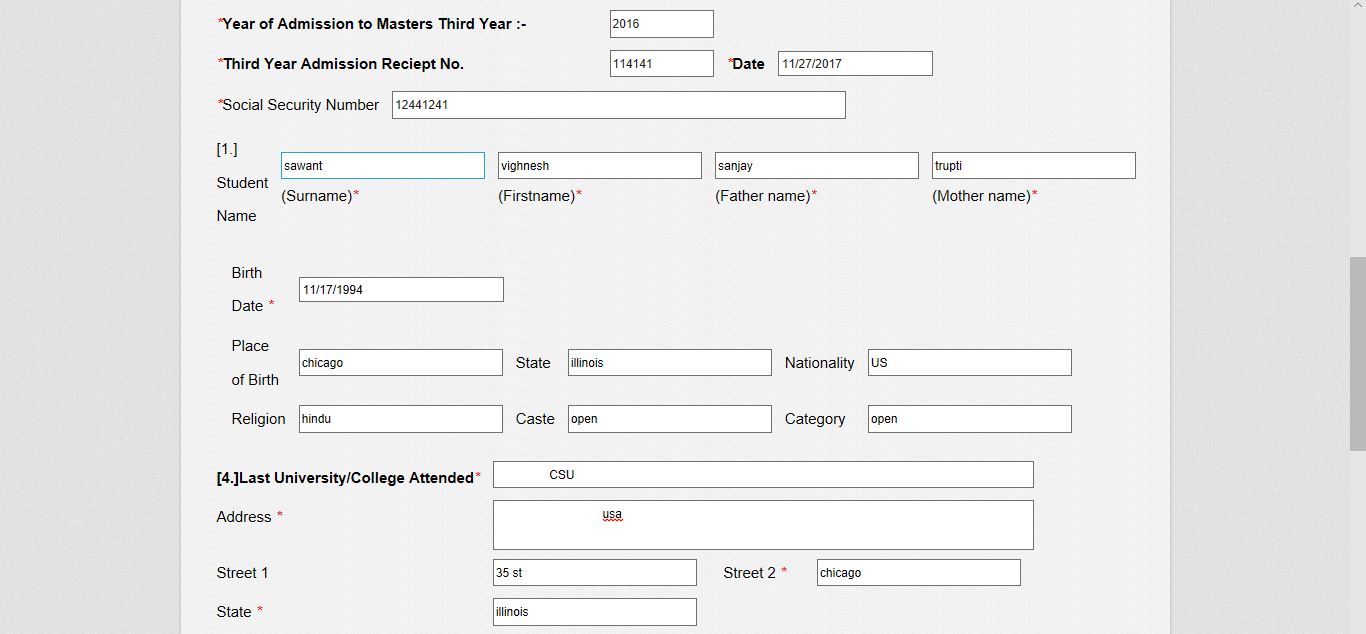 *Year of Admission to Masters Third Year :- 2016
*Third Year Admission Reciept No. 114141 *Date 11/27/2017
*Social Security Number 12441241
[1.]
Student
Name
sawant vighnesh sanjay trupti
(Surname)* (Firstname)* (Father name)* (Mother name)*
Birth
Date * 11/17/1994
Place
of Birth chicago State illinois Nationality US
Religion hindu Caste open Category open
[4.]Last University/College Attended* CSU
Address * usa
Street 1 35 st Street 2 * chicago
State * illinois